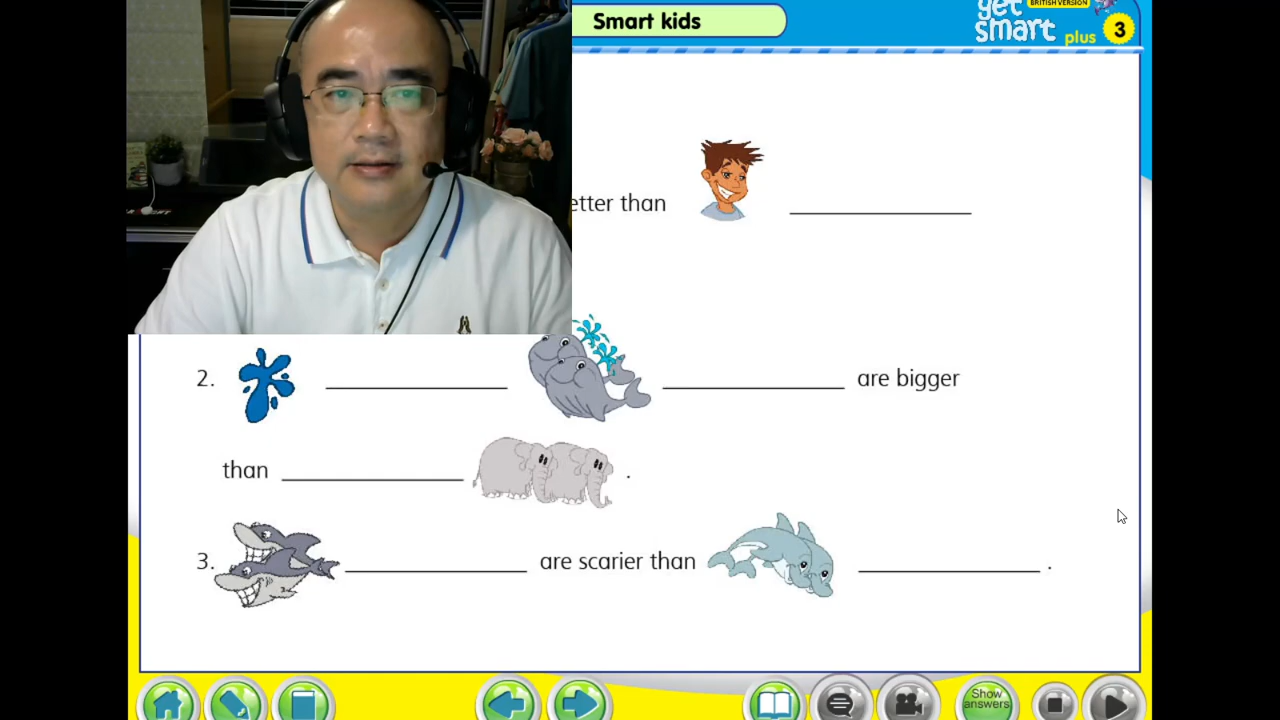 Smart kids
BRITISH VERSION
get
smart
plus 3
etter than
2. are bigger
than .
3. are scarier than .
Show
answers